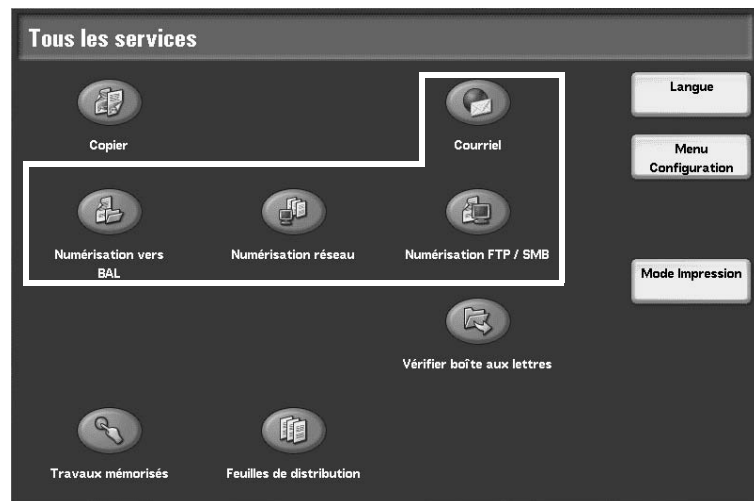 Tous les services
Copier
Courriel
Langue
Menu
Configuration
Numérisation vers
BAL
Numérisation réseau
Numérisation FTP / SMB
Mode Impression
Vérifier boîte aux lettres
Travaux mémorisés
Feuilles de distribution